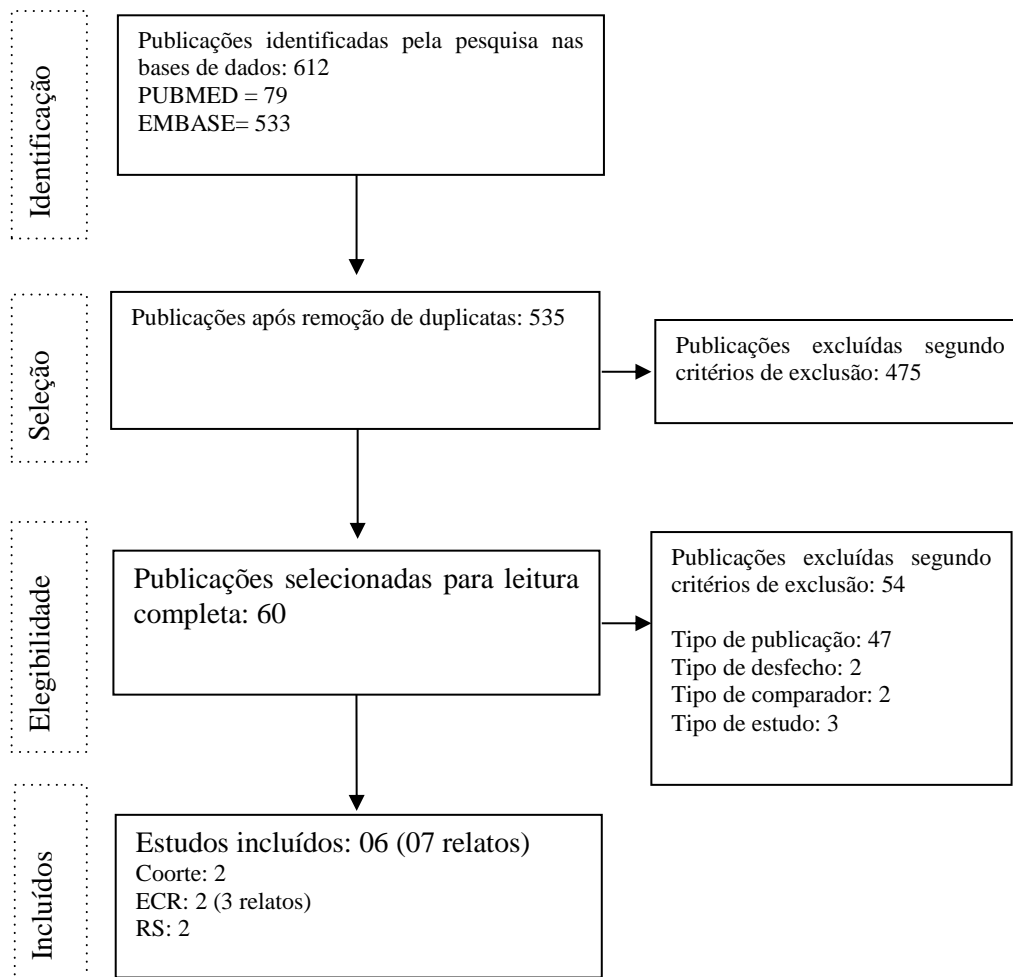 Identificação
Publicações identificadas pela pesquisa nas
bases de dados: 612
PUBMED = 79
EMBASE= 533
Seleção
Publicações após remoção de duplicatas: 535
Publicações excluídas segundo
critérios de exclusão: 475
Elegibilidade
Publicações selecionadas para leitura
completa: 60
Publicações excluídas segundo
critérios de exclusão: 54
Tipo de publicação: 47
Tipo de desfecho: 2
Tipo de comparador: 2
Tipo de estudo: 3
Incluídos
Estudos incluídos: 06 (07 relatos)
Coorte: 2
ECR: 2 (3 relatos)
RS: 2